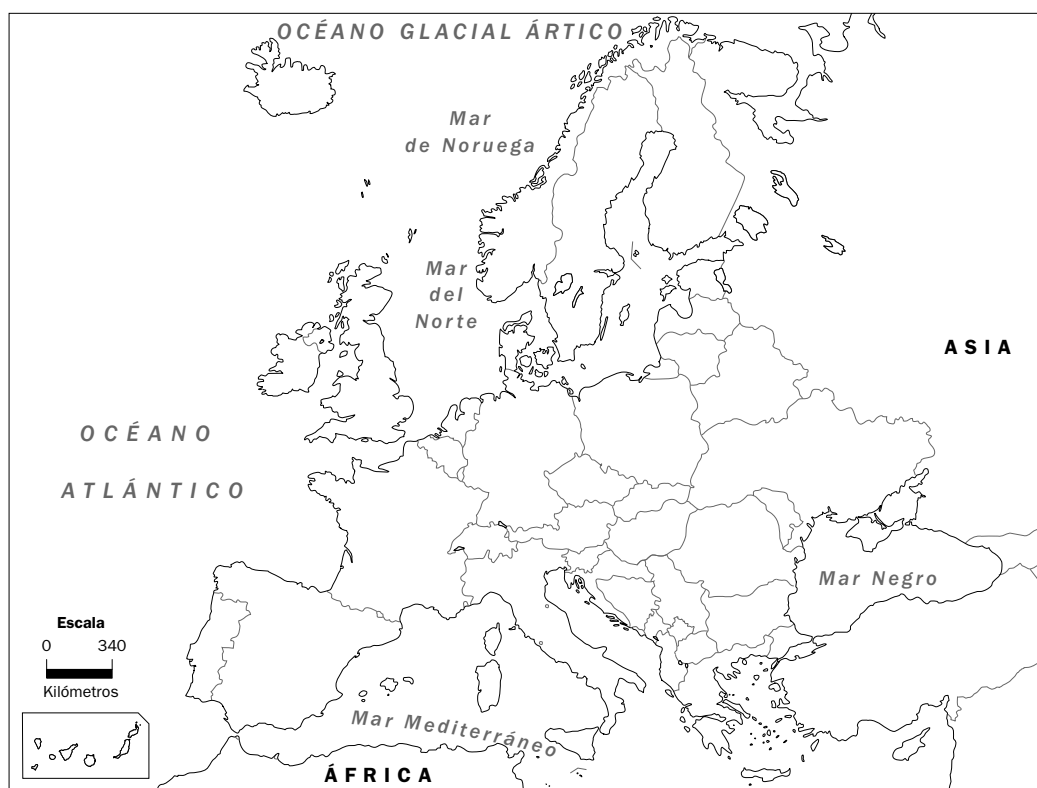 OCÉANO GLACIAL ÁRTICO
Mar
de Noruega
Mar
del
Norte
ASIA
OCÉANO
ATLÁNTICO
Mar Negro
Escala
0 340
Kilómetros
Mar Mediterráneo
ÁFRICA